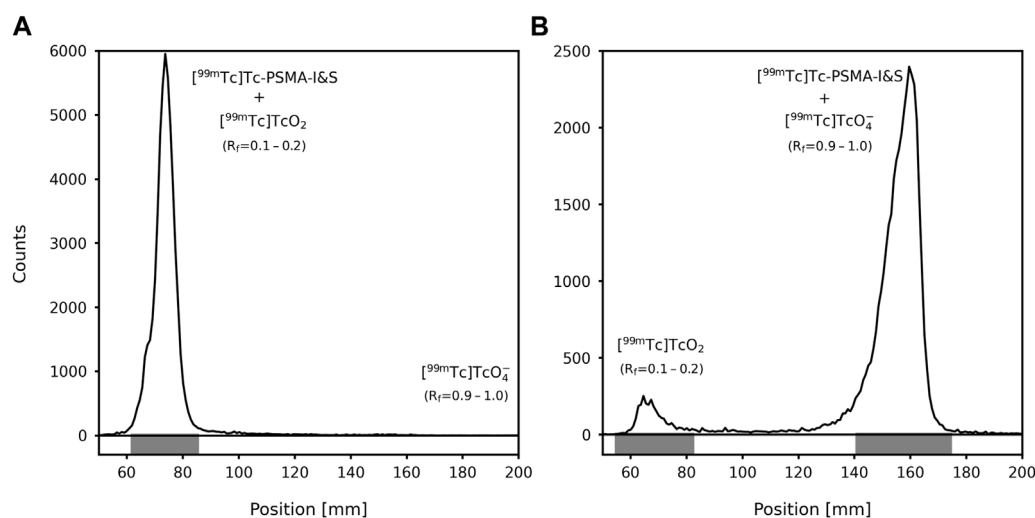 A
6000
5000
4000
3000
2000
1000
0
Counts
[⁹⁹ᵐTc]Tc-PSMA-I&S
+
[⁹⁹ᵐTc]TcO₂
(Rf=0.1 – 0.2)
[⁹⁹ᵐTc]TcO₄⁻
(Rf=0.9 – 1.0)
60 80 100 120 140 160 180 200
Position [mm]
B
2500
2000
1500
1000
500
0
[⁹⁹ᵐTc]Tc-PSMA-I&S
+
[⁹⁹ᵐTc]TcO₄⁻
(Rf=0.9 – 1.0)
[⁹⁹ᵐTc]TcO₂
(Rf=0.1 – 0.2)
60 80 100 120 140 160 180 200
Position [mm]